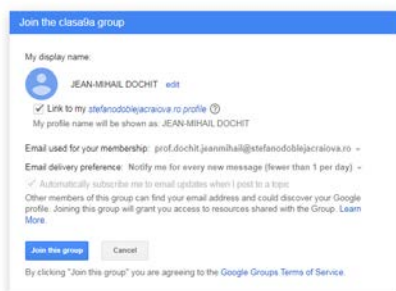 Join the clasa9a group
My display name:
JEAN-MIHAIL DOCHIT edit
Link to my stefanodoblejacraiova.ro profile
My profile name will be shown as: JEAN-MIHAIL DOCHIT
Email used for your membership: prof.dochit.jeanmihail@stefanodoblejacraiova.ro
Email delivery preference: Notify me for every new message (fewer than 1 per day)
Automatically subscribe me to email updates when I post to a topic
Other members of this group can find your email address and could discover your Google
profile. Joining this group will grant you access to resources shared with the Group. Learn
More.
Join this group Cancel
By clicking "Join this group" you are agreeing to the Google Groups Terms of Service.